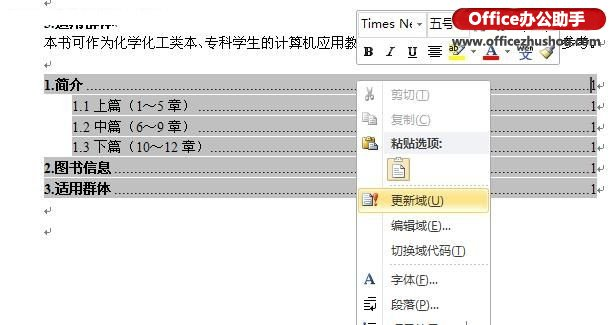 3.适用群体
Times Ne 五号
Office办公助手
www.officezhushou.com
本书可作为化学化工类本、专科学生的计算机应用教
参考
B I U ab A 變 wén 文
1.简介 1
1.1 上篇（1～5 章） 1
1.2 中篇（6～9 章） 1
1.3 下篇（10～12 章） 1
2.图书信息 1
3.适用群体 1
剪切(T)
复制(C)
粘贴选项:
更新域(U)
编辑域(E)...
切换域代码(T)
A 字体(F)...
段落(P)...